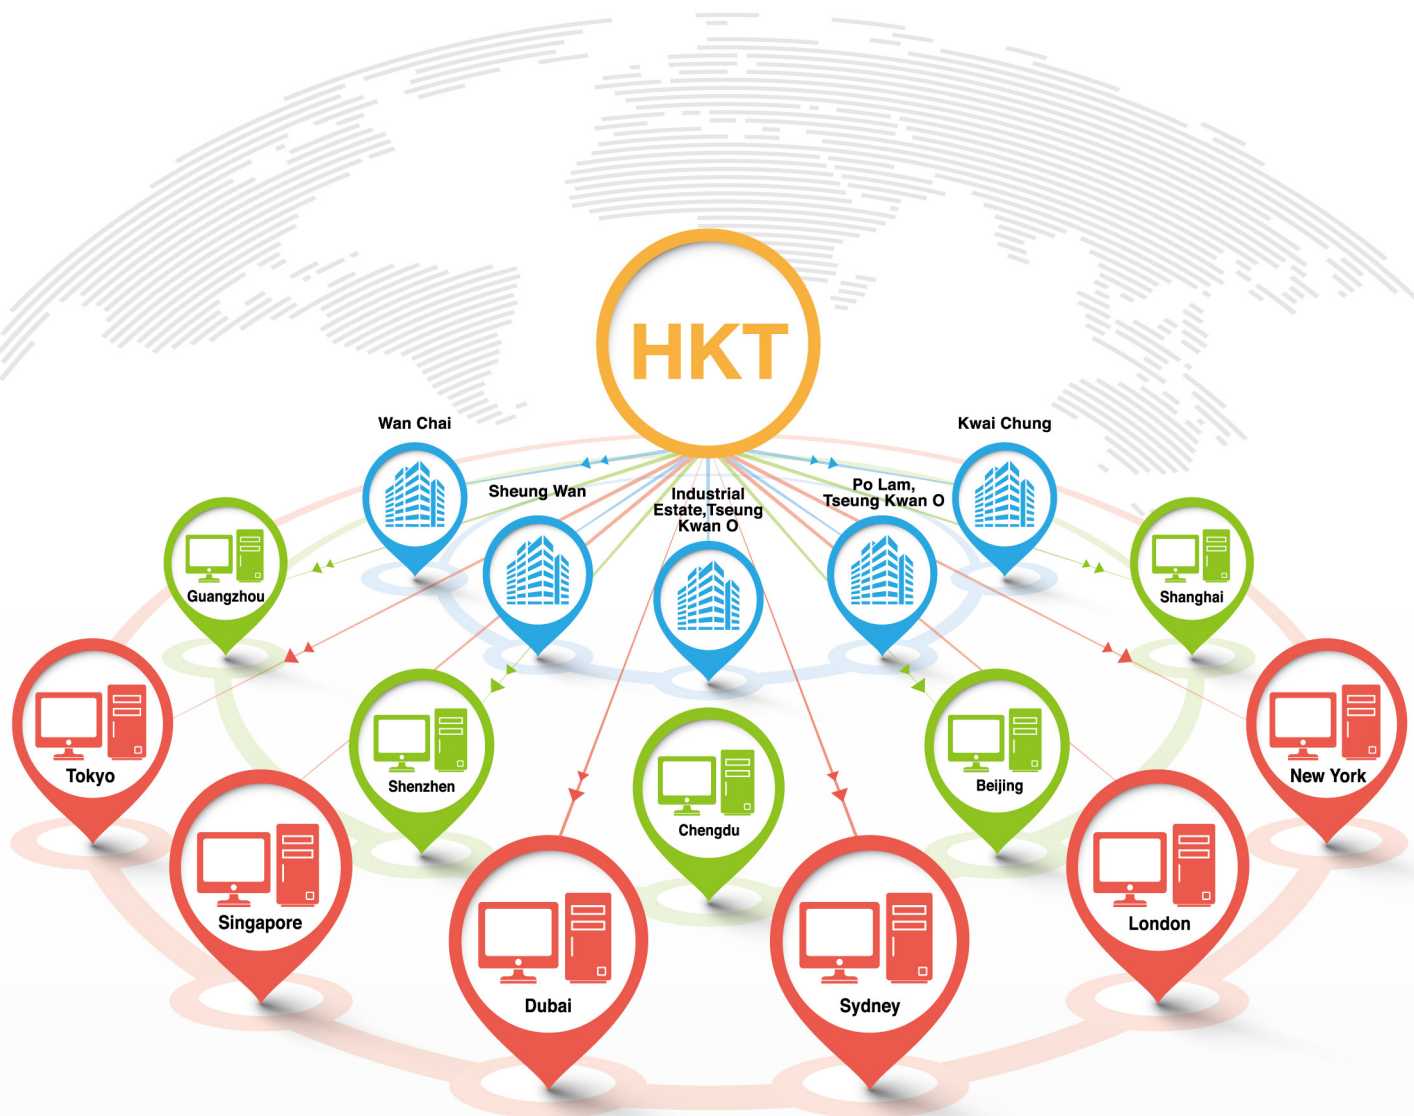 HKT
Wan Chai
Kwai Chung
Sheung Wan
Industrial
Estate,Tseung
Kwan O
Po Lam,
Tseung Kwan O
Guangzhou
Shanghai
Tokyo
Shenzhen
Chengdu
Beijing
New York
Singapore
Dubai
Sydney
London